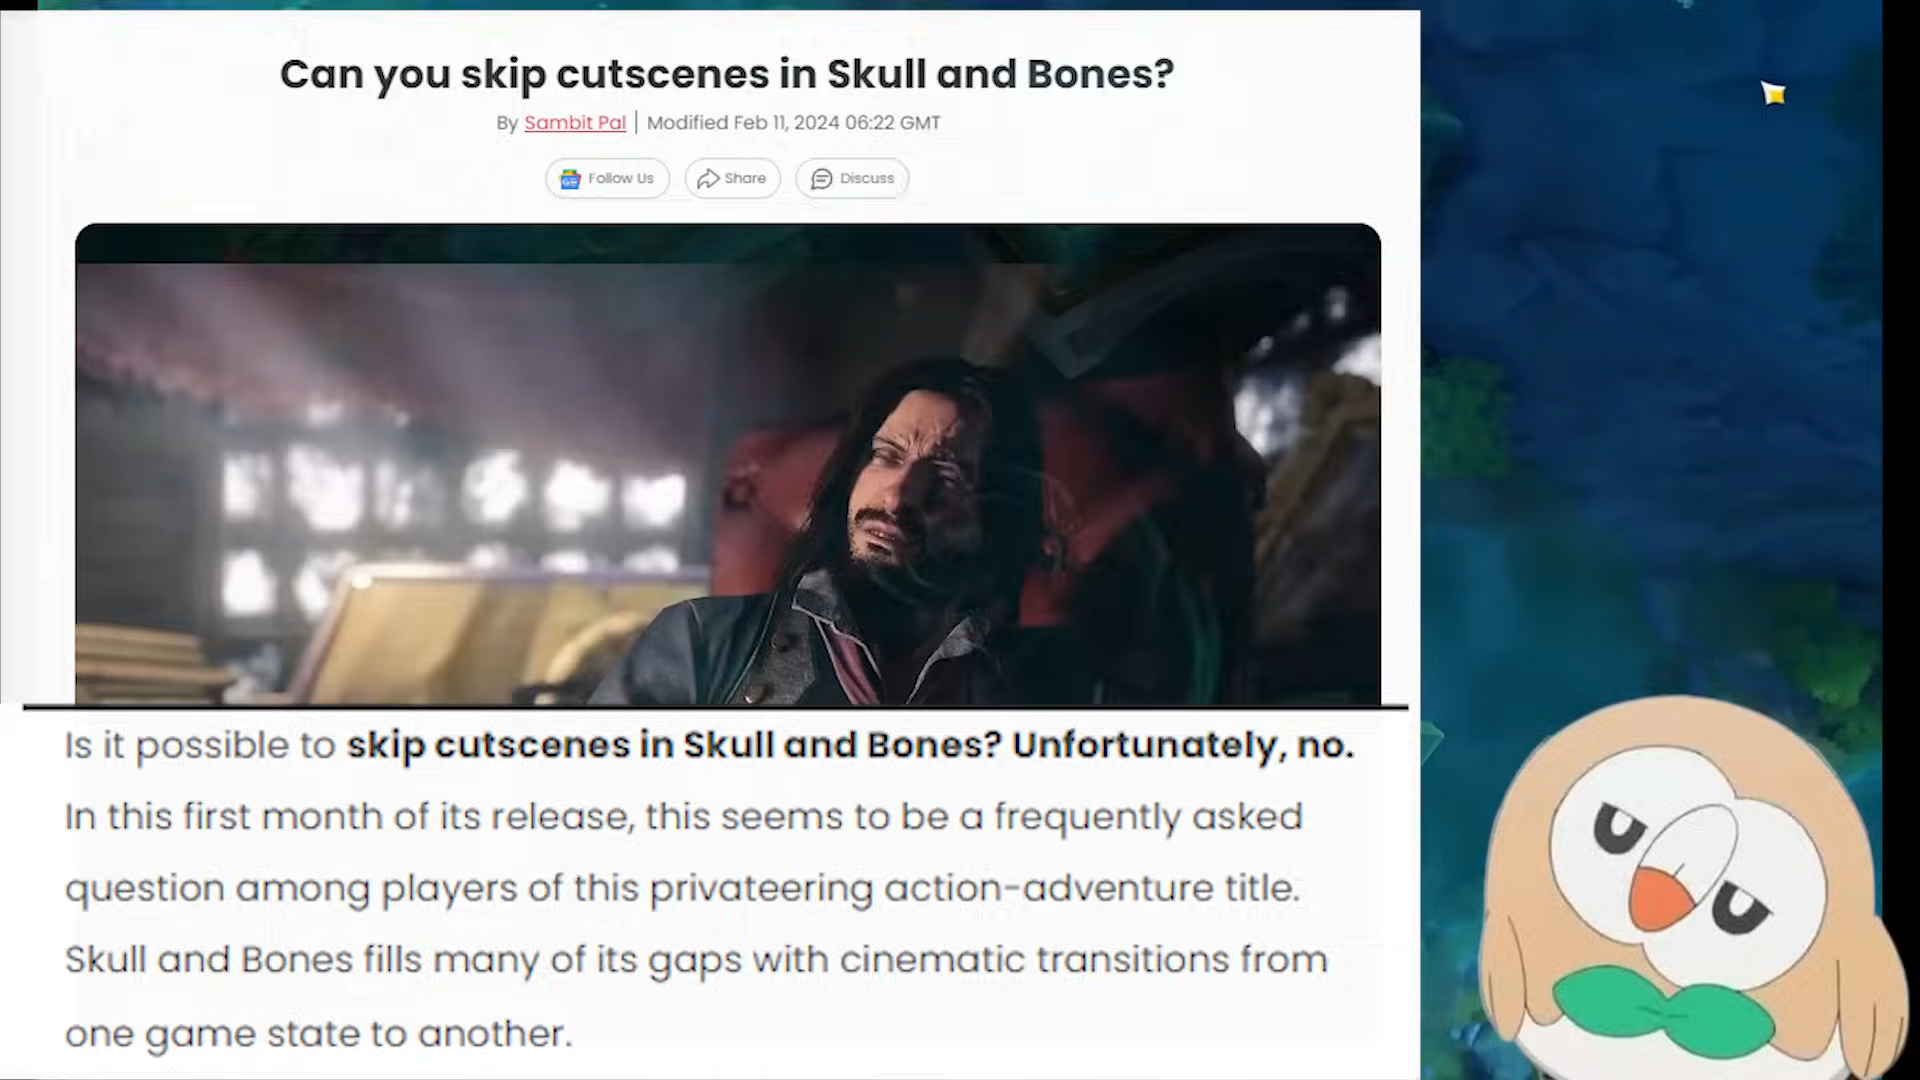 Can you skip cutscenes in Skull and Bones?
By Sambit Pal | Modified Feb 11, 2024 06:22 GMT
Follow Us Share Discuss
Is it possible to skip cutscenes in Skull and Bones? Unfortunately, no.
In this first month of its release, this seems to be a frequently asked
question among players of this privateering action-adventure title.
Skull and Bones fills many of its gaps with cinematic transitions from
one game state to another.